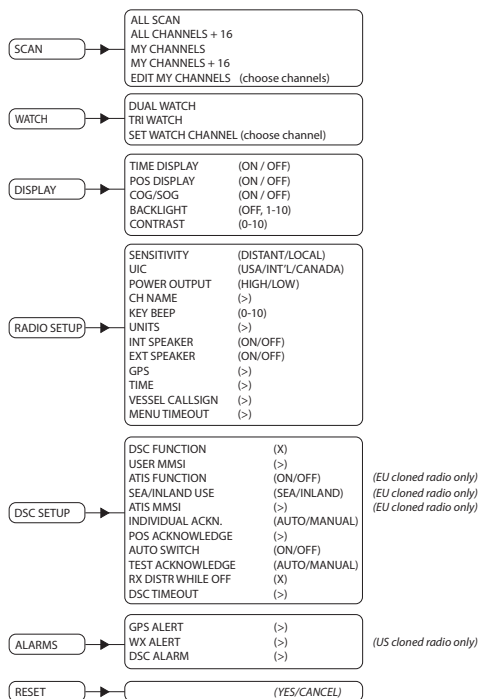 SCAN
ALL SCAN
ALL CHANNELS + 16
MY CHANNELS
MY CHANNELS + 16
EDIT MY CHANNELS (choose channels)
WATCH
DUAL WATCH
TRI WATCH
SET WATCH CHANNEL (choose channel)
DISPLAY
TIME DISPLAY (ON / OFF)
POS DISPLAY (ON / OFF)
COG/SOG (ON / OFF)
BACKLIGHT (OFF, 1-10)
CONTRAST (0-10)
RADIO SETUP
SENSITIVITY (DISTANT/LOCAL)
UIC (USA/INT'L/CANADA)
POWER OUTPUT (HIGH/LOW)
CH NAME (>)
KEY BEEP (0-10)
UNITS (>)
INT SPEAKER (ON/OFF)
EXT SPEAKER (ON/OFF)
GPS (>)
TIME (>)
VESSEL CALLSIGN (>)
MENU TIMEOUT (>)
DSC SETUP
DSC FUNCTION (X)
USER MMSI (>)
ATIS FUNCTION (ON/OFF) (EU cloned radio only)
SEA/INLAND USE (SEA/INLAND) (EU cloned radio only)
ATIS MMSI (>) (EU cloned radio only)
INDIVIDUAL ACKN. (AUTO/MANUAL)
POS ACKNOWLEDGE (>)
AUTO SWITCH (ON/OFF)
TEST ACKNOWLEDGE (AUTO/MANUAL)
RX DISTR WHILE OFF (X)
DSC TIMEOUT (>)
ALARMS
GPS ALERT (>)
WX ALERT (>) (US cloned radio only)
DSC ALARM (>)
RESET
(YES/CANCEL)